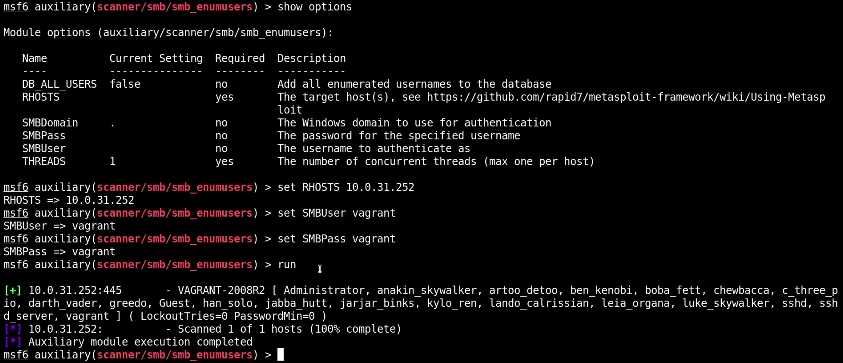 msf6 auxiliary(scanner/smb/smb_enumusers) > show options
Module options (auxiliary/scanner/smb/smb_enumusers):
Name Current Setting Required Description
---- --------------- -------- -----------
DB_ALL_USERS false no Add all enumerated usernames to the database
RHOSTS yes The target host(s), see https://github.com/rapid7/metasploit-framework/wiki/Using-Metasp
loit
SMBDomain . no The Windows domain to use for authentication
SMBPass no The password for the specified username
SMBUser no The username to authenticate as
THREADS 1 yes The number of concurrent threads (max one per host)
msf6 auxiliary(scanner/smb/smb_enumusers) > set RHOSTS 10.0.31.252
RHOSTS => 10.0.31.252
msf6 auxiliary(scanner/smb/smb_enumusers) > set SMBUser vagrant
SMBUser => vagrant
msf6 auxiliary(scanner/smb/smb_enumusers) > set SMBPass vagrant
SMBPass => vagrant
msf6 auxiliary(scanner/smb/smb_enumusers) > run
[+] 10.0.31.252:445 - VAGRANT-2008R2 [ Administrator, anakin_skywalker, artoo_detoo, ben_kenobi, boba_fett, chewbacca, c_three_p
io, darth_vader, greedo, Guest, han_solo, jabba_hutt, jarjar_binks, kylo_ren, lando_calrissian, leia_organa, luke_skywalker, sshd, ssh
d_server, vagrant ] ( LockoutTries=0 PasswordMin=0 )
[*] 10.0.31.252: - Scanned 1 of 1 hosts (100% complete)
[*] Auxiliary module execution completed
msf6 auxiliary(scanner/smb/smb_enumusers) >